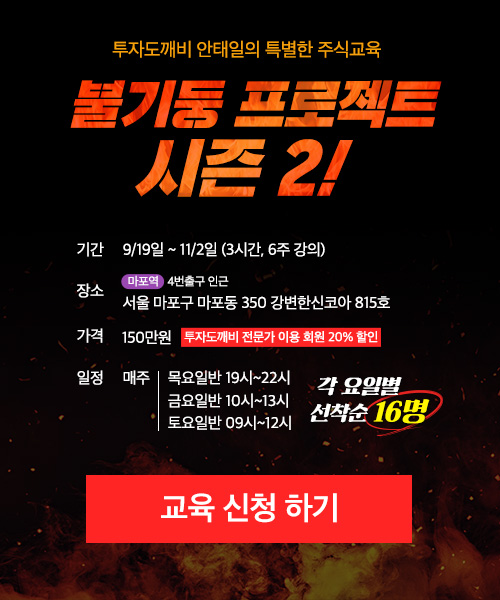 투자도깨비 안태일의 특별한 주식교육
불기둥 프로젝트
시즌 2!
기간 9/19일 ~ 11/2일 (3시간, 6주 강의)
장소 마포역 4번출구 인근
서울 마포구 마포동 350 강변한신코아 815호
가격 150만원 투자도깨비 전문가 이용 회원 20% 할인
일정 매주 목요일반 19시~22시
금요일반 10시~13시
토요일반 09시~12시
각 요일별
선착순 16명
교육 신청 하기